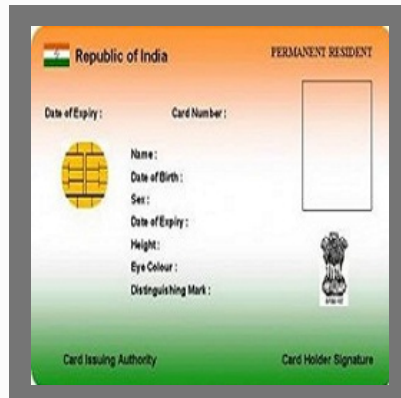 Republic of India
PERMANENT RESIDENT
Date of Expiry :
Card Number :
Name :
Date of Birth :
Sex :
Date of Expiry :
Height :
Eye Colour :
Distinguishing Mark :
Card Issuing Authority
Card Holder Signature